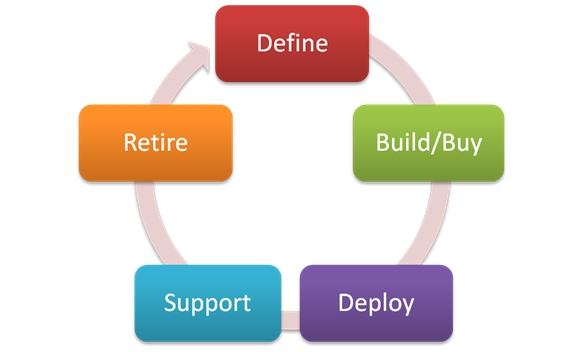 Define
Build/Buy
Deploy
Support
Retire